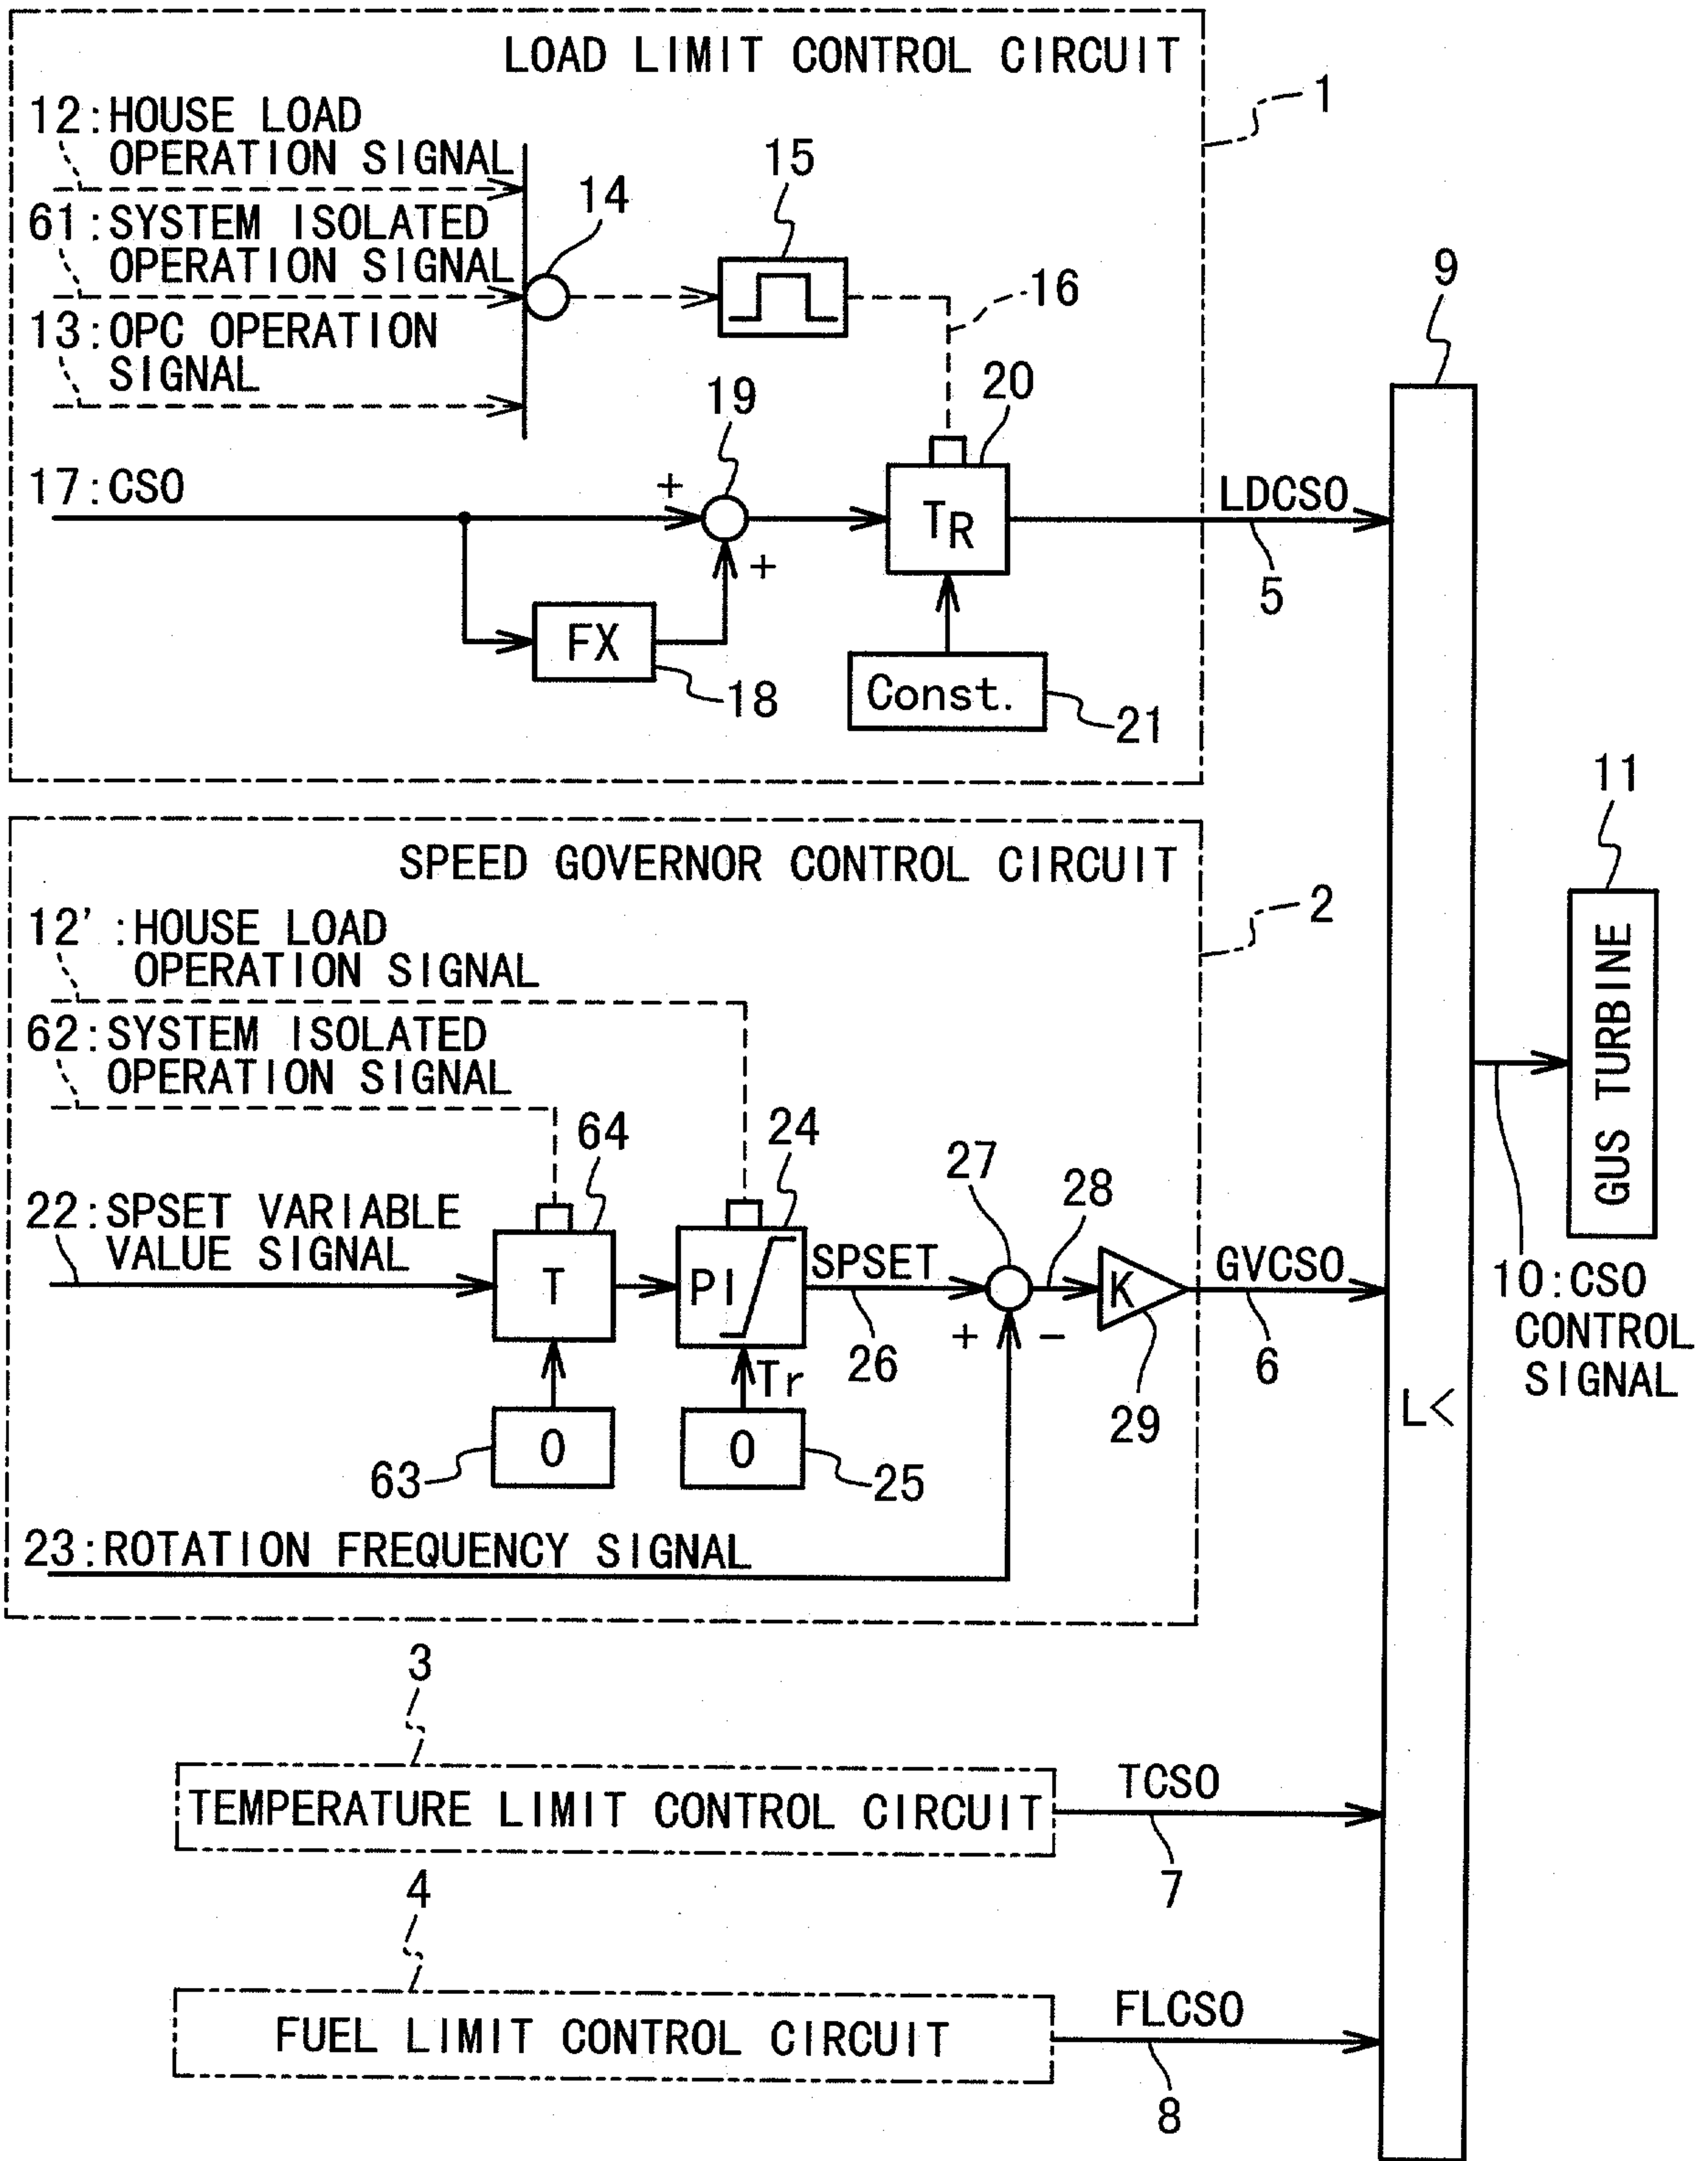 LOAD LIMIT CONTROL CIRCUIT
1
12:HOUSE LOAD
OPERATION SIGNAL
61:SYSTEM ISOLATED
OPERATION SIGNAL
13:OPC OPERATION
SIGNAL
14
15
16
9
19
20
17:CSO
+
+
TR
LDCSO
5
FX
18
Const.
21
11
SPEED GOVERNOR CONTROL CIRCUIT
2
12' :HOUSE LOAD
OPERATION SIGNAL
62:SYSTEM ISOLATED
OPERATION SIGNAL
GUS TURBINE
64
24
27
28
22:SPSET VARIABLE
VALUE SIGNAL
T
PI
SPSET
26
+
-
K
29
GVCSO
6
10:CSO
CONTROL
SIGNAL
Tr
L<
0
63
0
25
23:ROTATION FREQUENCY SIGNAL
3
TEMPERATURE LIMIT CONTROL CIRCUIT
TCSO
7
4
FUEL LIMIT CONTROL CIRCUIT
FLCSO
8